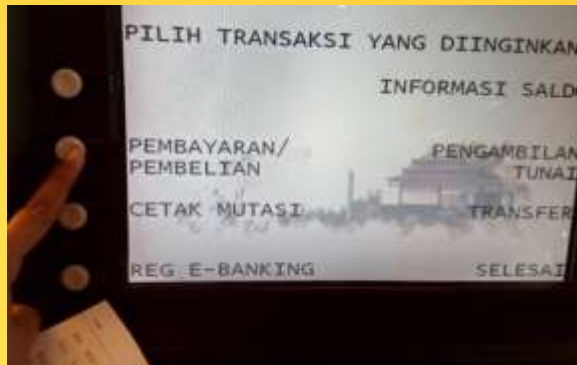 PILIH TRANSAKSI YANG DIINGINKAN
INFORMASI SALDO
PEMBAYARAN/
PEMBELIAN
PENGAMBILAN
TUNAI
CETAK MUTASI
TRANSFER
REG E-BANKING
SELESAI